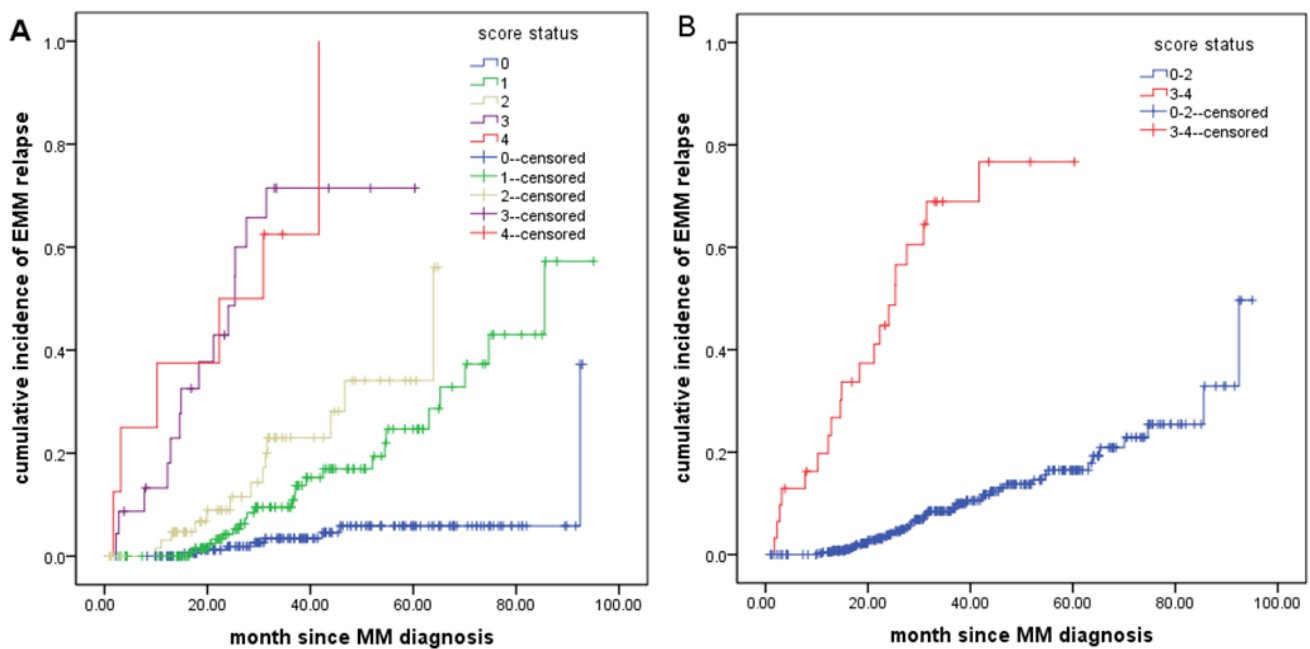 A
score status
0
1
2
3
4
0--censored
1--censored
2--censored
3--censored
4--censored
cumulative incidence of EMM relapse
1.0
0.8
0.6
0.4
0.2
0.0
0.00 20.00 40.00 60.00 80.00 100.00
month since MM diagnosis
B
score status
0-2
3-4
0-2--censored
3-4--censored
cumulative incidence of EMM relapse
1.0
0.8
0.6
0.4
0.2
0.0
0.00 20.00 40.00 60.00 80.00 100.00
month since MM diagnosis